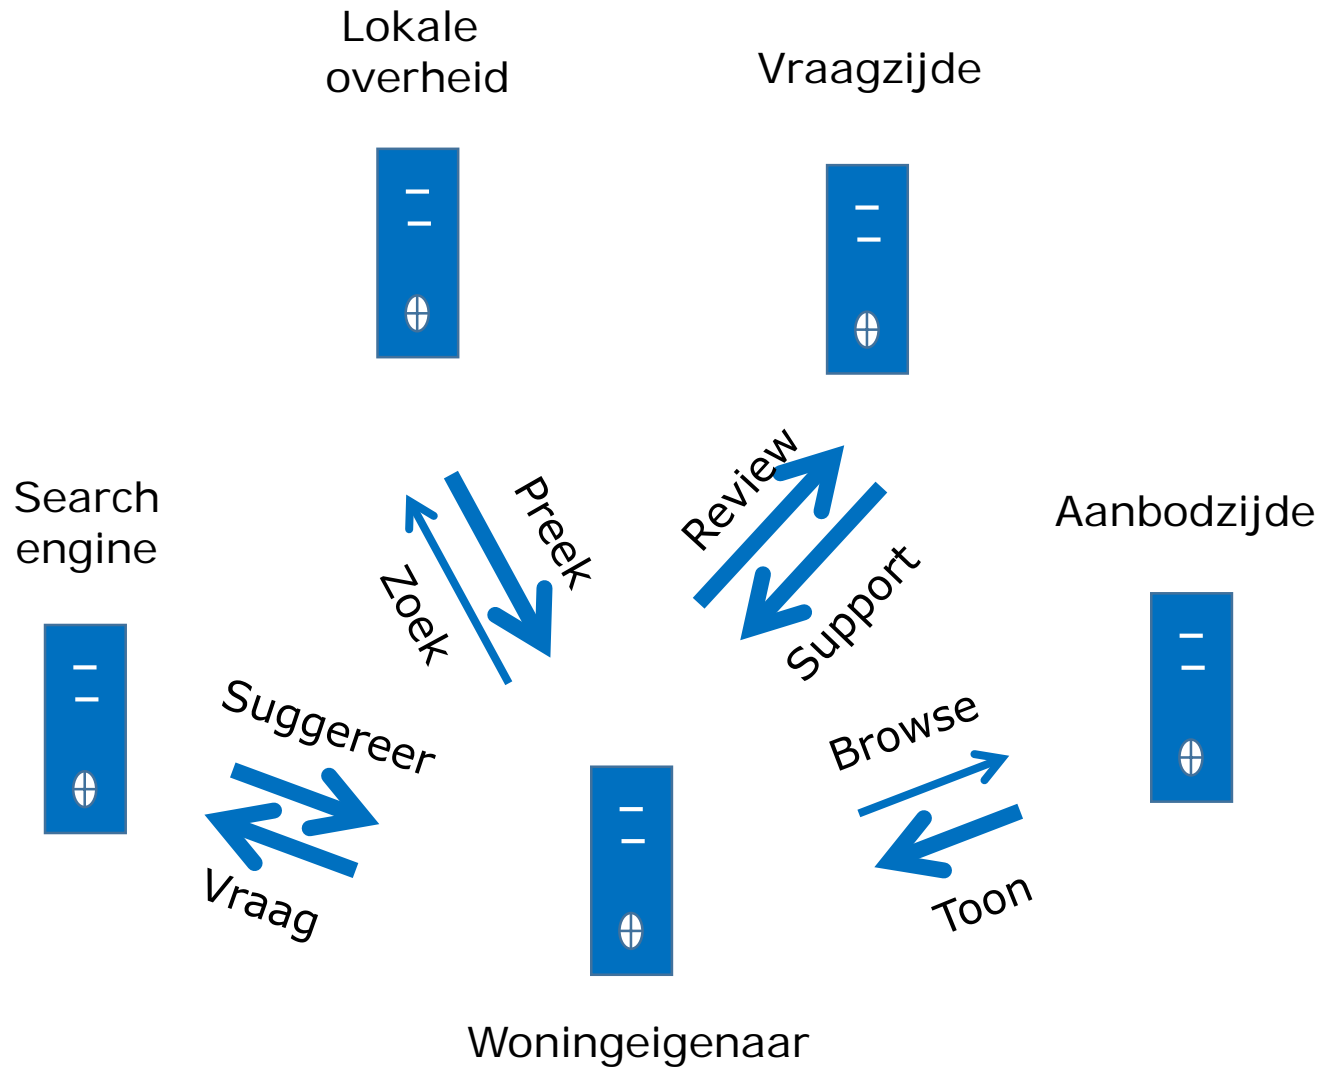 Lokale
overheid
Vraagzijde
Search
engine
Aanbodzijde
Preek
Zoek
Review
Support
Suggereer
Vraag
Browse
Toon
Woningeigenaar